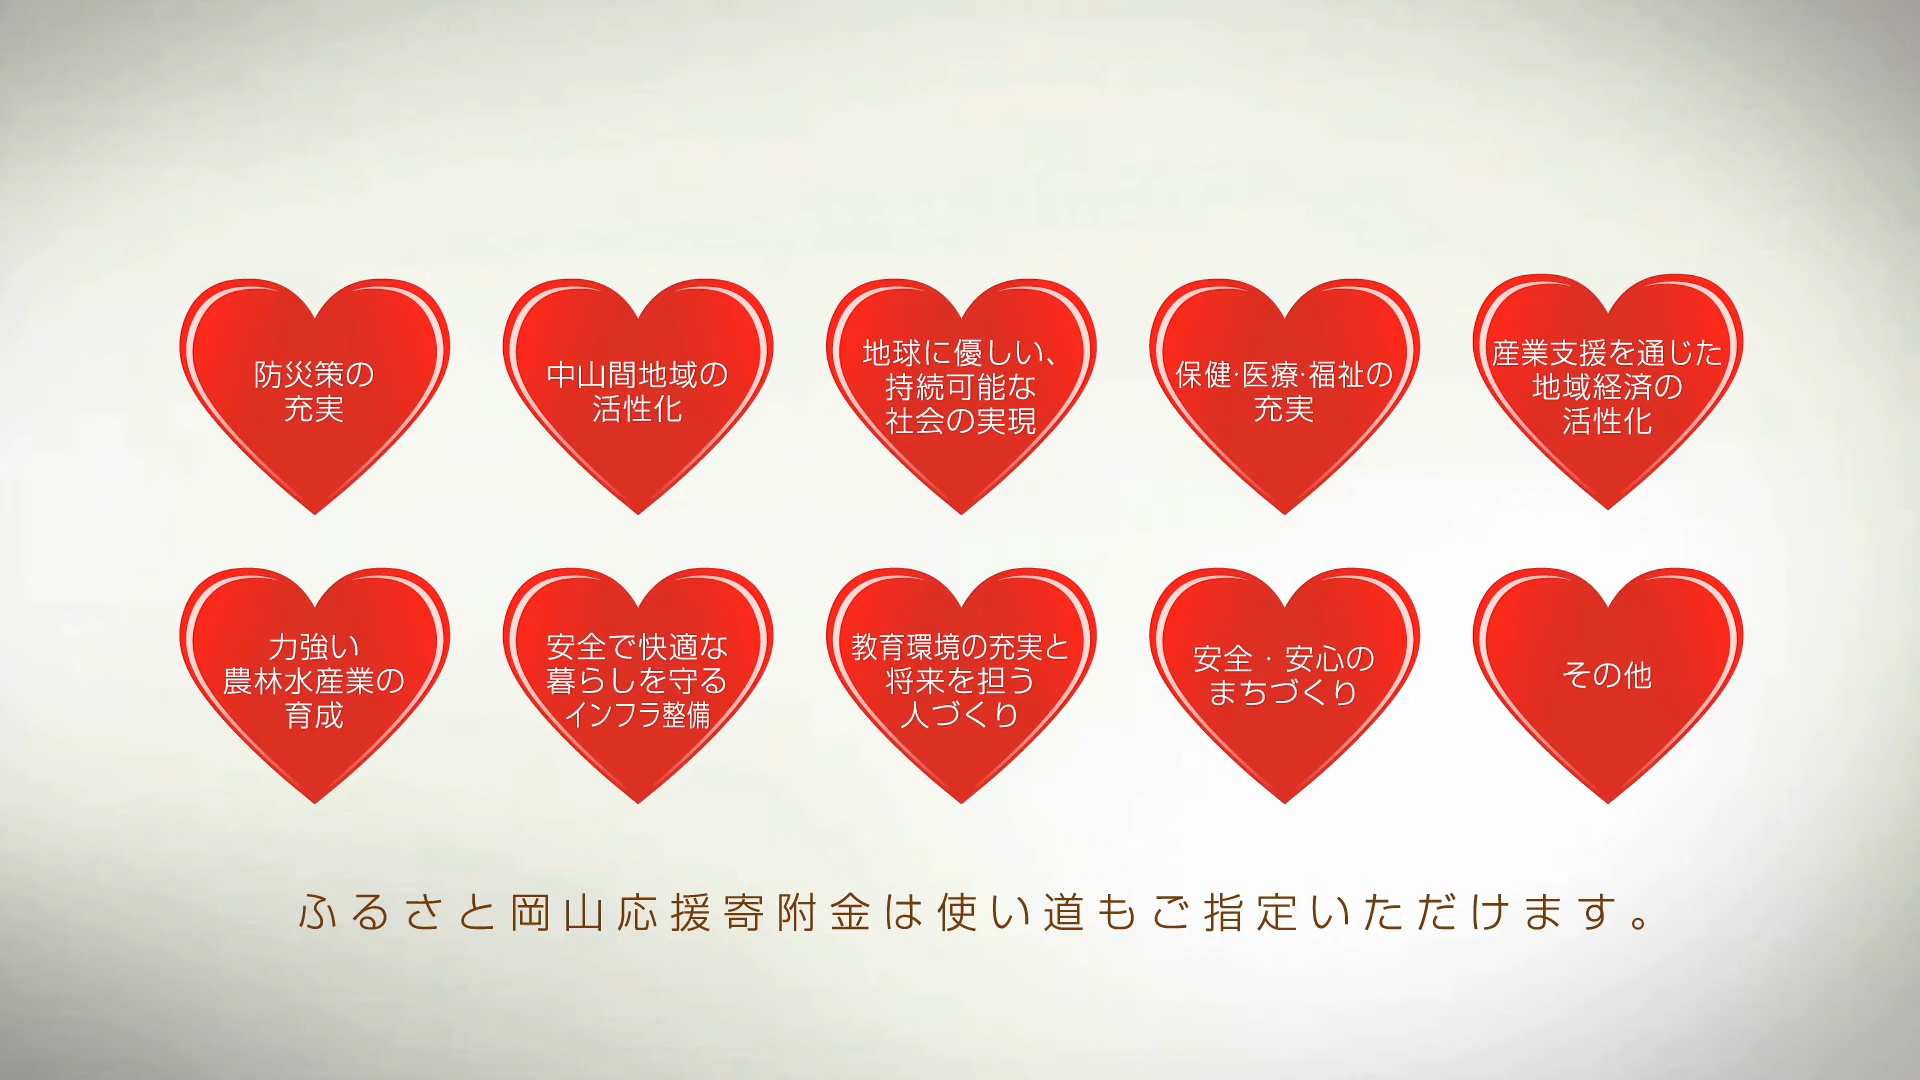 防災策の
充実
中山間地域の
活性化
地球に優しい、
持続可能な
社会の実現
保健·医療·福祉の
充実
産業支援を通じた
地域経済の
活性化
力強い
農林水産業の
育成
安全で快適な
暮らしを守る
インフラ整備
教育環境の充実と
将来を担う
人づくり
安全・安心の
まちづくり
その他
ふるさと岡山応援寄附金は使い道もご指定いただけます。